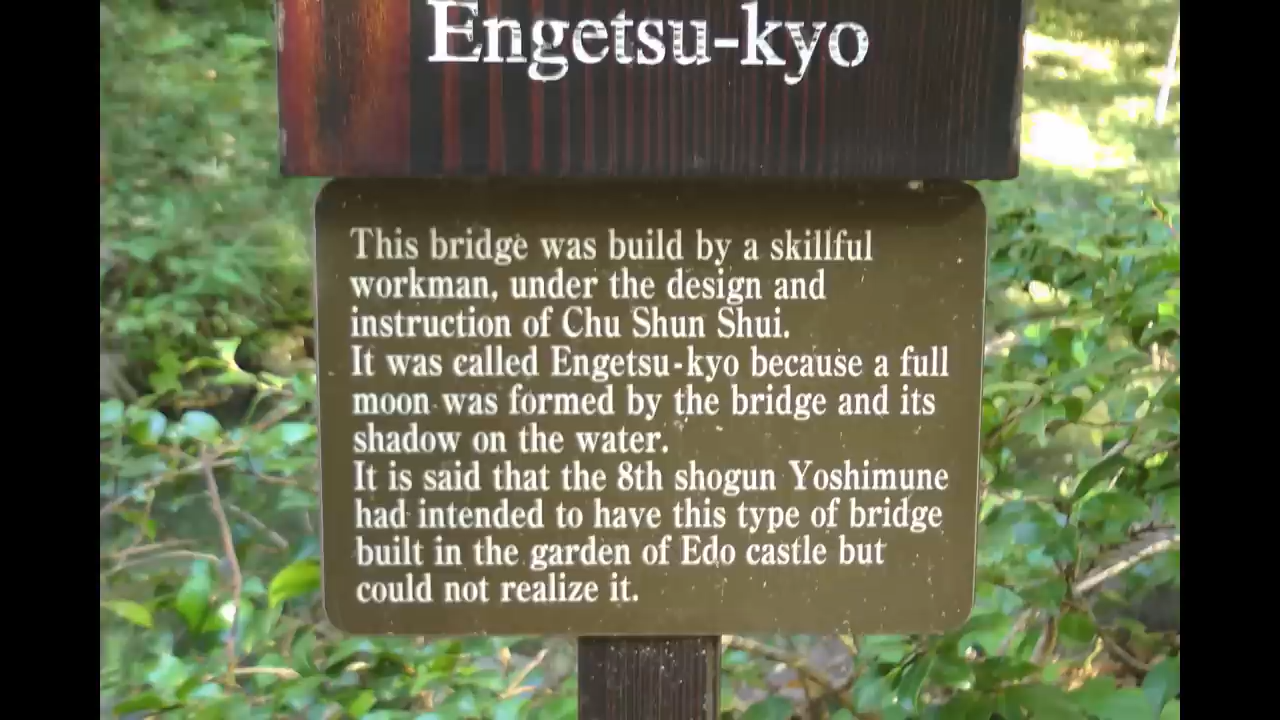 Engetsu-kyo
This bridge was build by a skillful
workman, under the design and
instruction of Chu Shun Shui.
It was called Engetsu-kyo because a full
moon was formed by the bridge and its
shadow on the water.
It is said that the 8th shogun Yoshimune
had intended to have this type of bridge
built in the garden of Edo castle but
could not realize it.